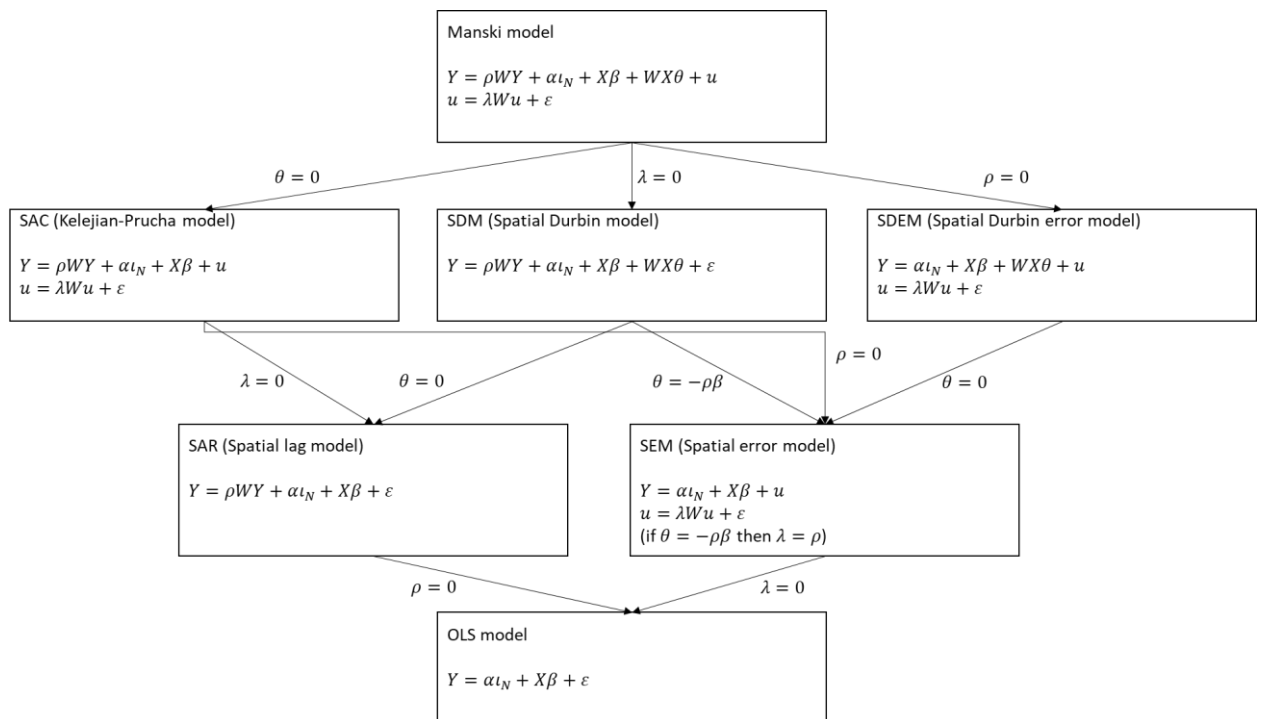 Manski model
Y = ρWY + αι_N + Xβ + WXθ + u
u = λWu + ε
θ = 0
λ = 0
ρ = 0
SAC (Kelejian-Prucha model)
Y = ρWY + αι_N + Xβ + u
u = λWu + ε
SDM (Spatial Durbin model)
Y = ρWY + αι_N + Xβ + WXθ + ε
SDEM (Spatial Durbin error model)
Y = αι_N + Xβ + WXθ + u
u = λWu + ε
λ = 0
θ = 0
θ = −ρβ
ρ = 0
θ = 0
SAR (Spatial lag model)
Y = ρWY + αι_N + Xβ + ε
SEM (Spatial error model)
Y = αι_N + Xβ + u
u = λWu + ε
(if θ = −ρβ then λ = ρ)
ρ = 0
λ = 0
OLS model
Y = αι_N + Xβ + ε